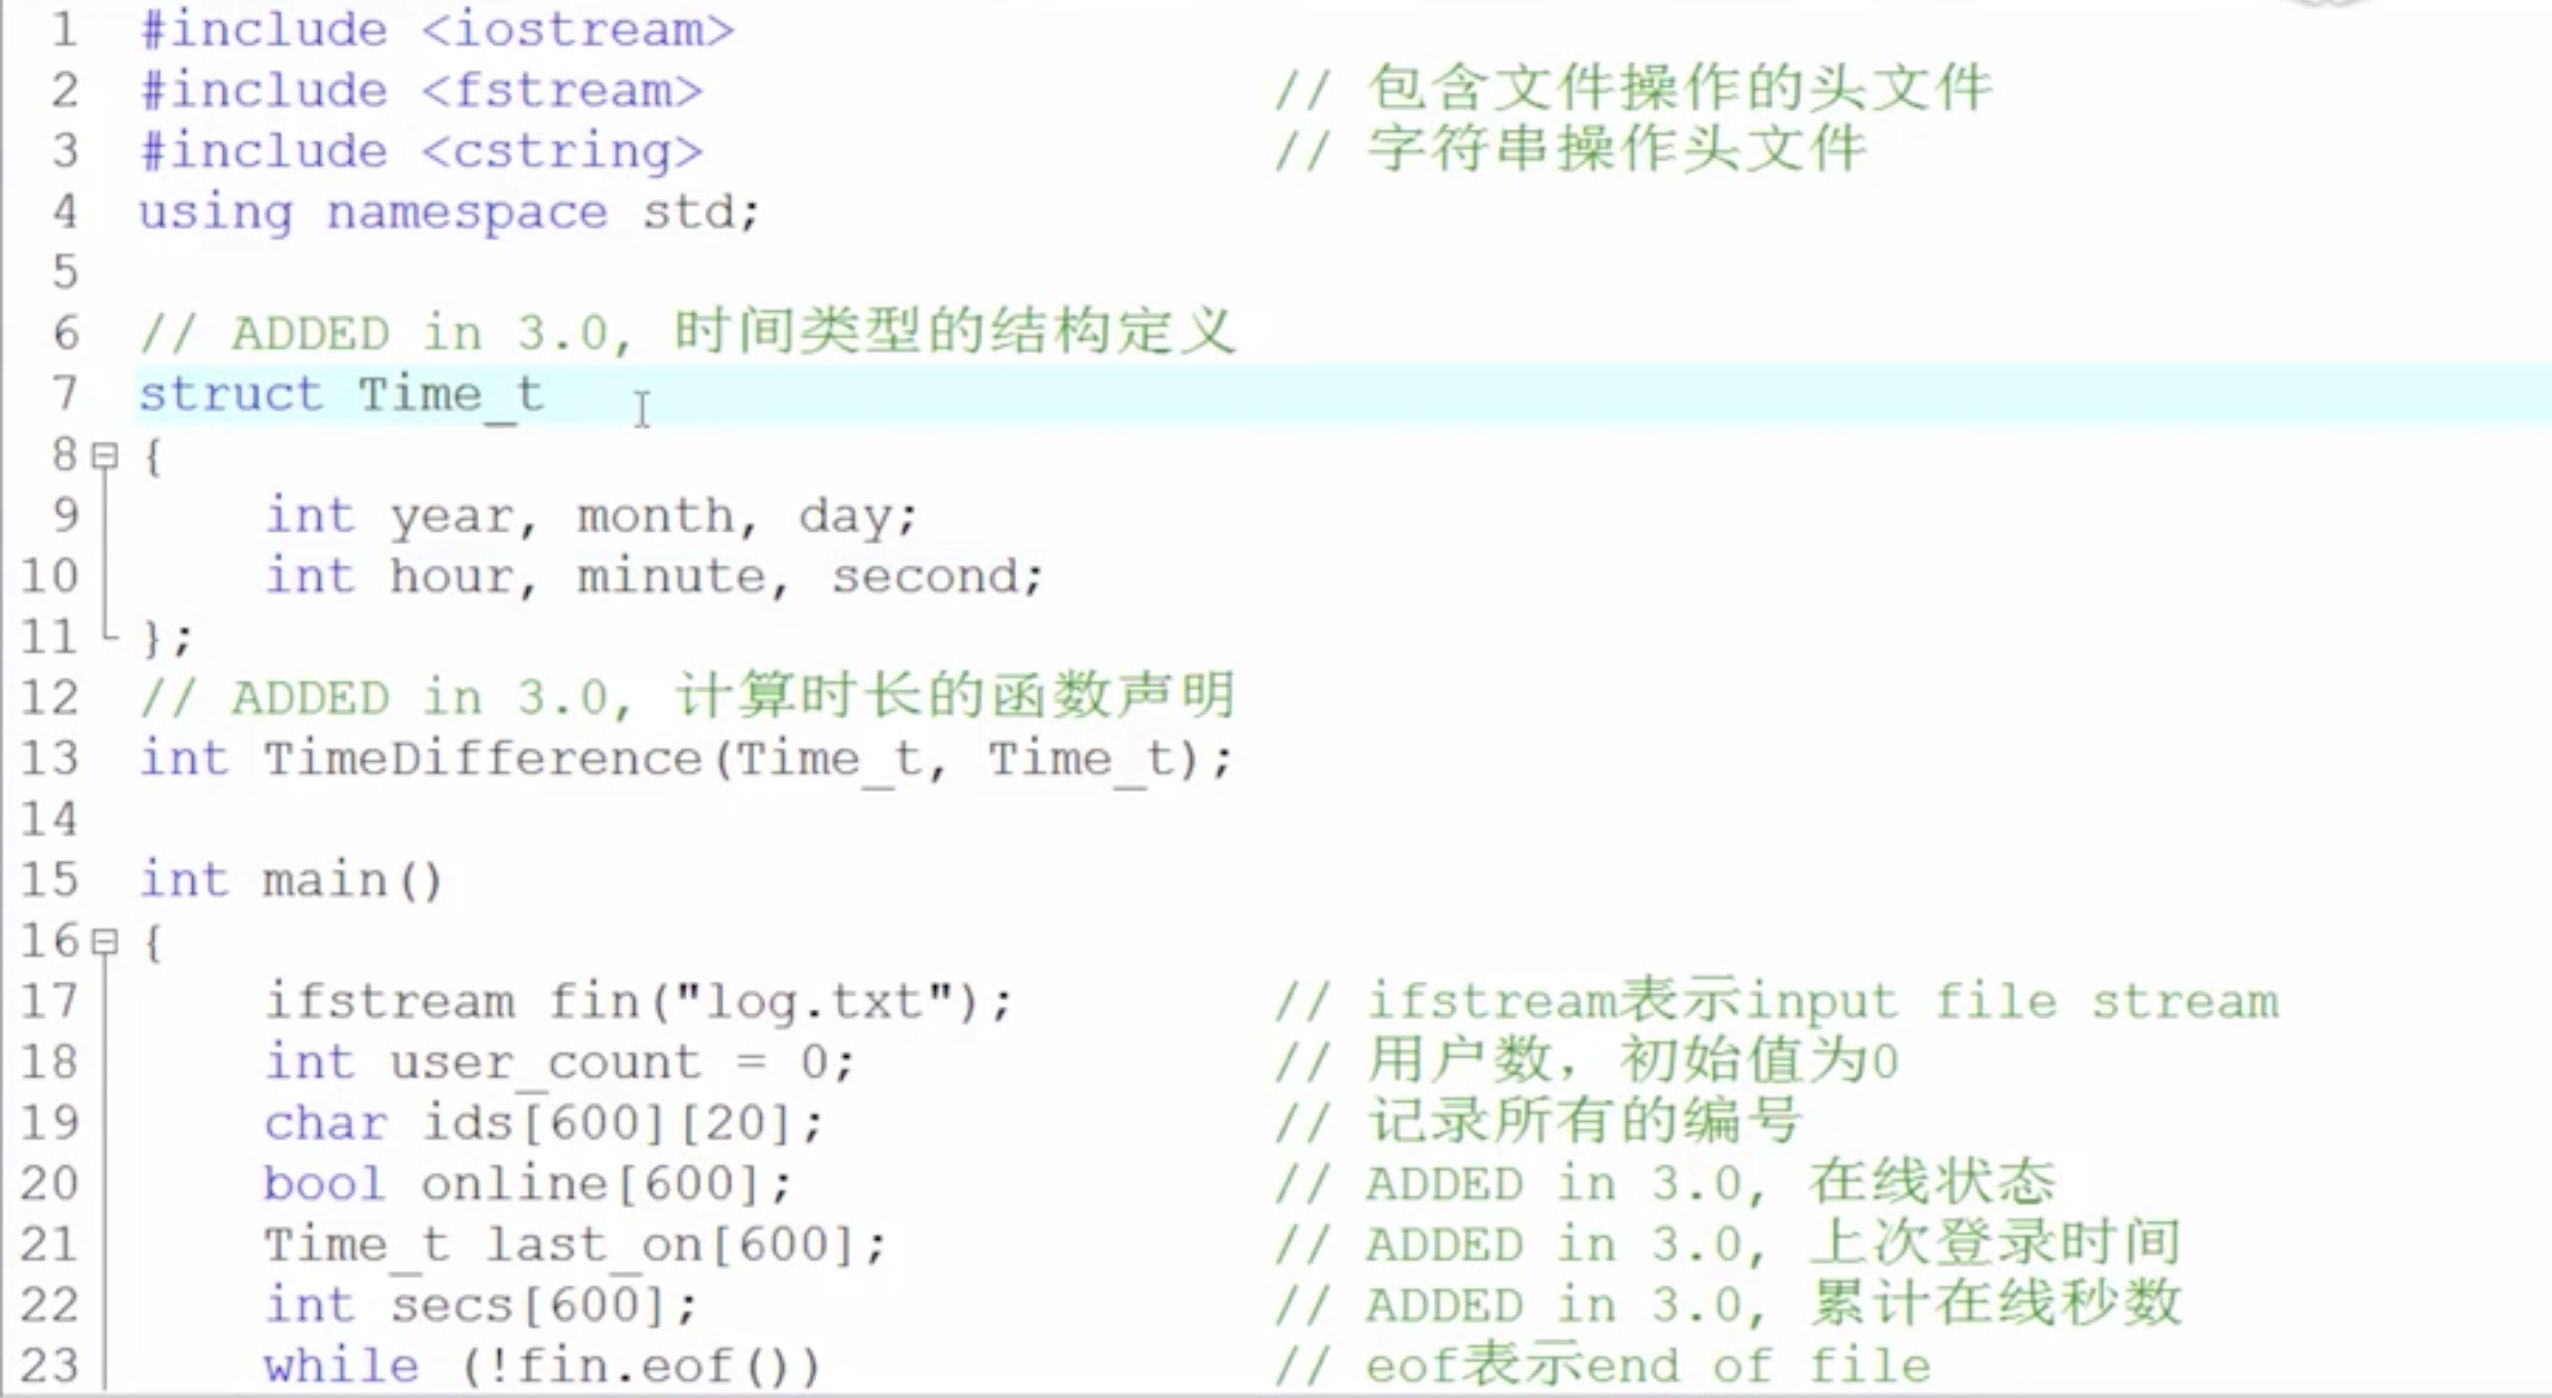 1 #include <iostream>
2 #include <fstream> // 包含文件操作的头文件
3 #include <cstring> // 字符串操作头文件
4 using namespace std;
5
6 // ADDED in 3.0, 时间类型的结构定义
7 struct Time_t
8 {
9 int year, month, day;
10 int hour, minute, second;
11 };
12 // ADDED in 3.0, 计算时长的函数声明
13 int TimeDifference(Time_t, Time_t);
14
15 int main()
16 {
17 ifstream fin("log.txt"); // ifstream表示input file stream
18 int user_count = 0; // 用户数，初始值为0
19 char ids[600][20]; // 记录所有的编号
20 bool online[600]; // ADDED in 3.0, 在线状态
21 Time_t last_on[600]; // ADDED in 3.0, 上次登录时间
22 int secs[600]; // ADDED in 3.0, 累计在线秒数
23 while (!fin.eof()) // eof表示end of file